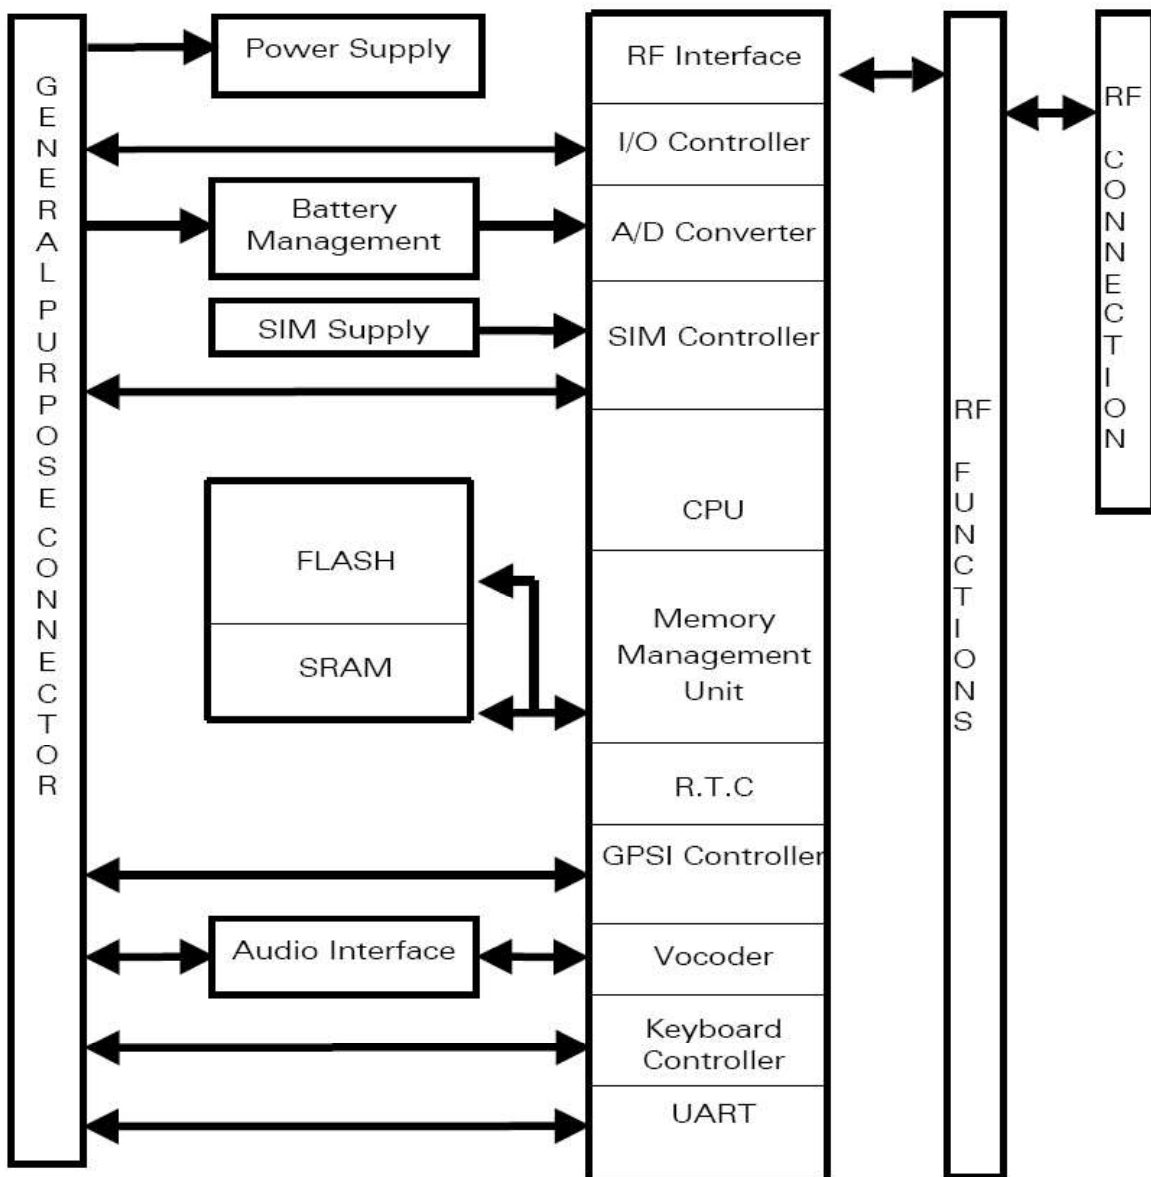 GENERAL PURPOSE CONNECTOR
Power Supply
Battery
Management
SIM Supply
FLASH
SRAM
Audio Interface
RF Interface
I/O Controller
A/D Converter
SIM Controller
CPU
Memory
Management
Unit
R.T.C
GPSI Controller
Vocoder
Keyboard
Controller
UART
RF FUNCTIONS
RF CONNECTION